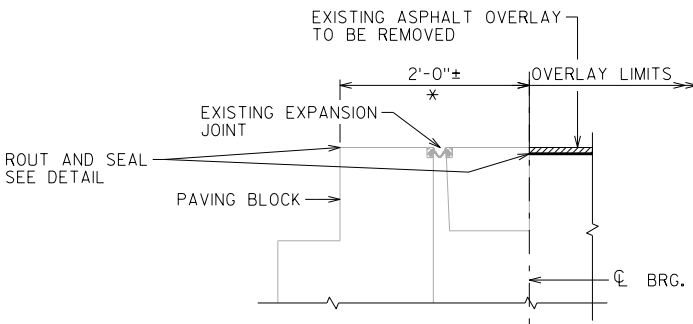 EXISTING ASPHALT OVERLAY
TO BE REMOVED
2'-0"±
*
OVERLAY LIMITS
EXISTING EXPANSION
JOINT
ROUT AND SEAL
SEE DETAIL
PAVING BLOCK
℄ BRG.